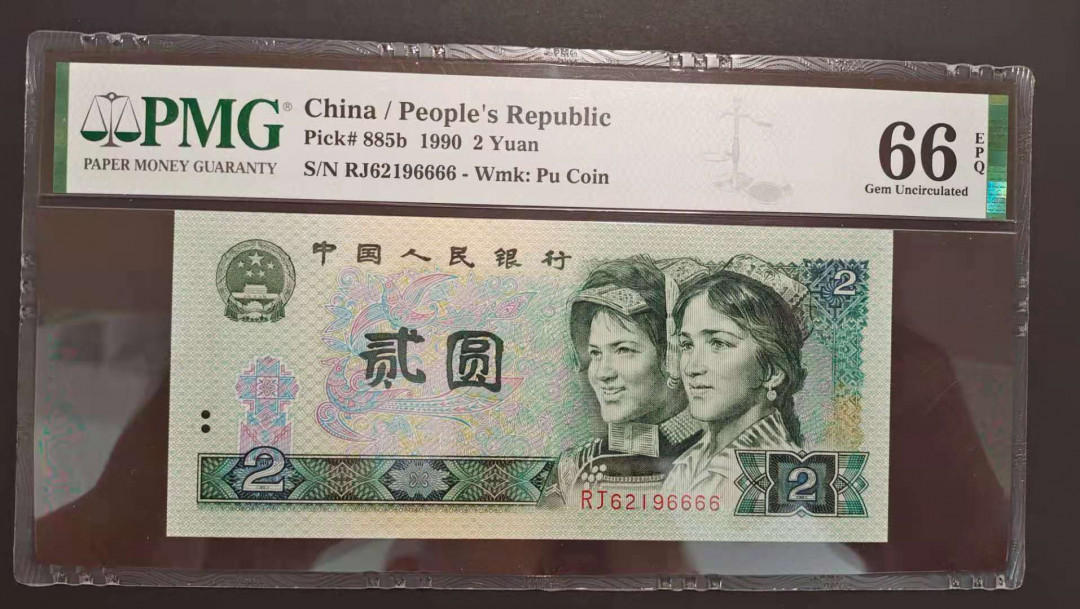 PMG®
PAPER MONEY GUARANTY
China / People's Republic
Pick# 885b 1990 2 Yuan
S/N RJ62196666 - Wmk: Pu Coin
66 EPQ
Gem Uncirculated
中国人民银行
2
贰圆
2
RJ62196666
2